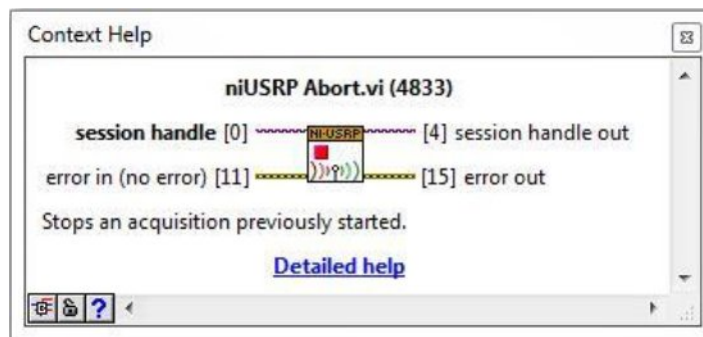 Context Help
niUSRP Abort.vi (4833)
session handle [0] NI-USRP [4] session handle out
error in (no error) [11] [15] error out
Stops an acquisition previously started.
Detailed help
?